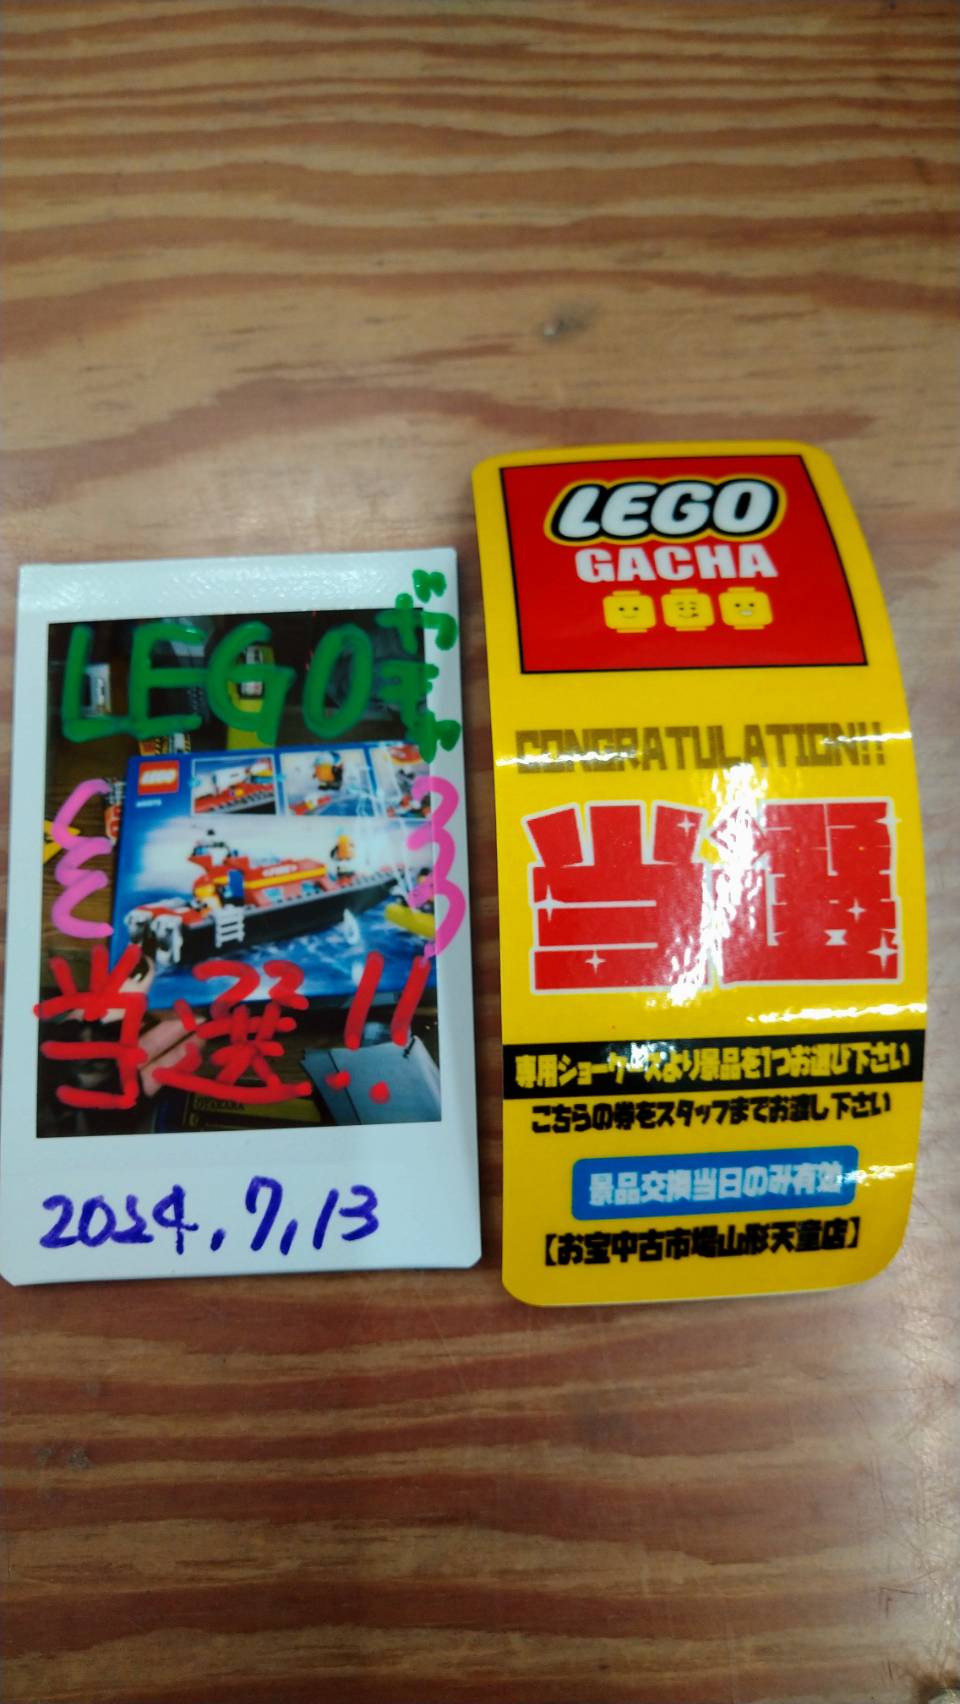 LEGOがちゃ
当選!!
2024.7.13
LEGO
GACHA
CONGRATULATION!!
当選
専用ショーケースより景品を1つお選び下さい
こちらの券をスタッフまでお渡し下さい
景品交換当日のみ有効
【お宝中古市場山形天童店】